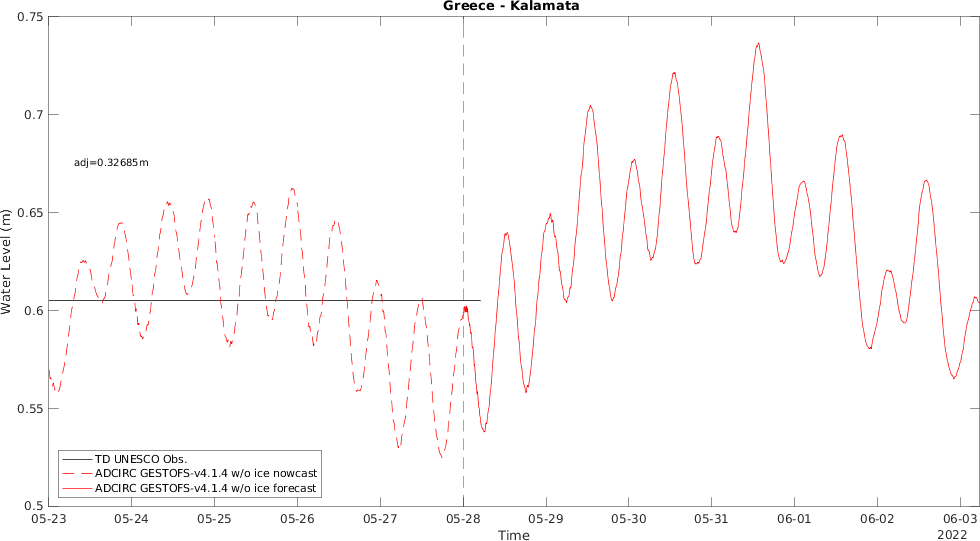 Greece - Kalamata
0.75
0.7
0.65
0.6
0.55
0.5
Water Level (m)
adj=0.32685m
TD UNESCO Obs.
ADCIRC GESTOFS-v4.1.4 w/o ice nowcast
ADCIRC GESTOFS-v4.1.4 w/o ice forecast
05-23 05-24 05-25 05-26 05-27 05-28 05-29 05-30 05-31 06-01 06-02 06-03
Time
2022